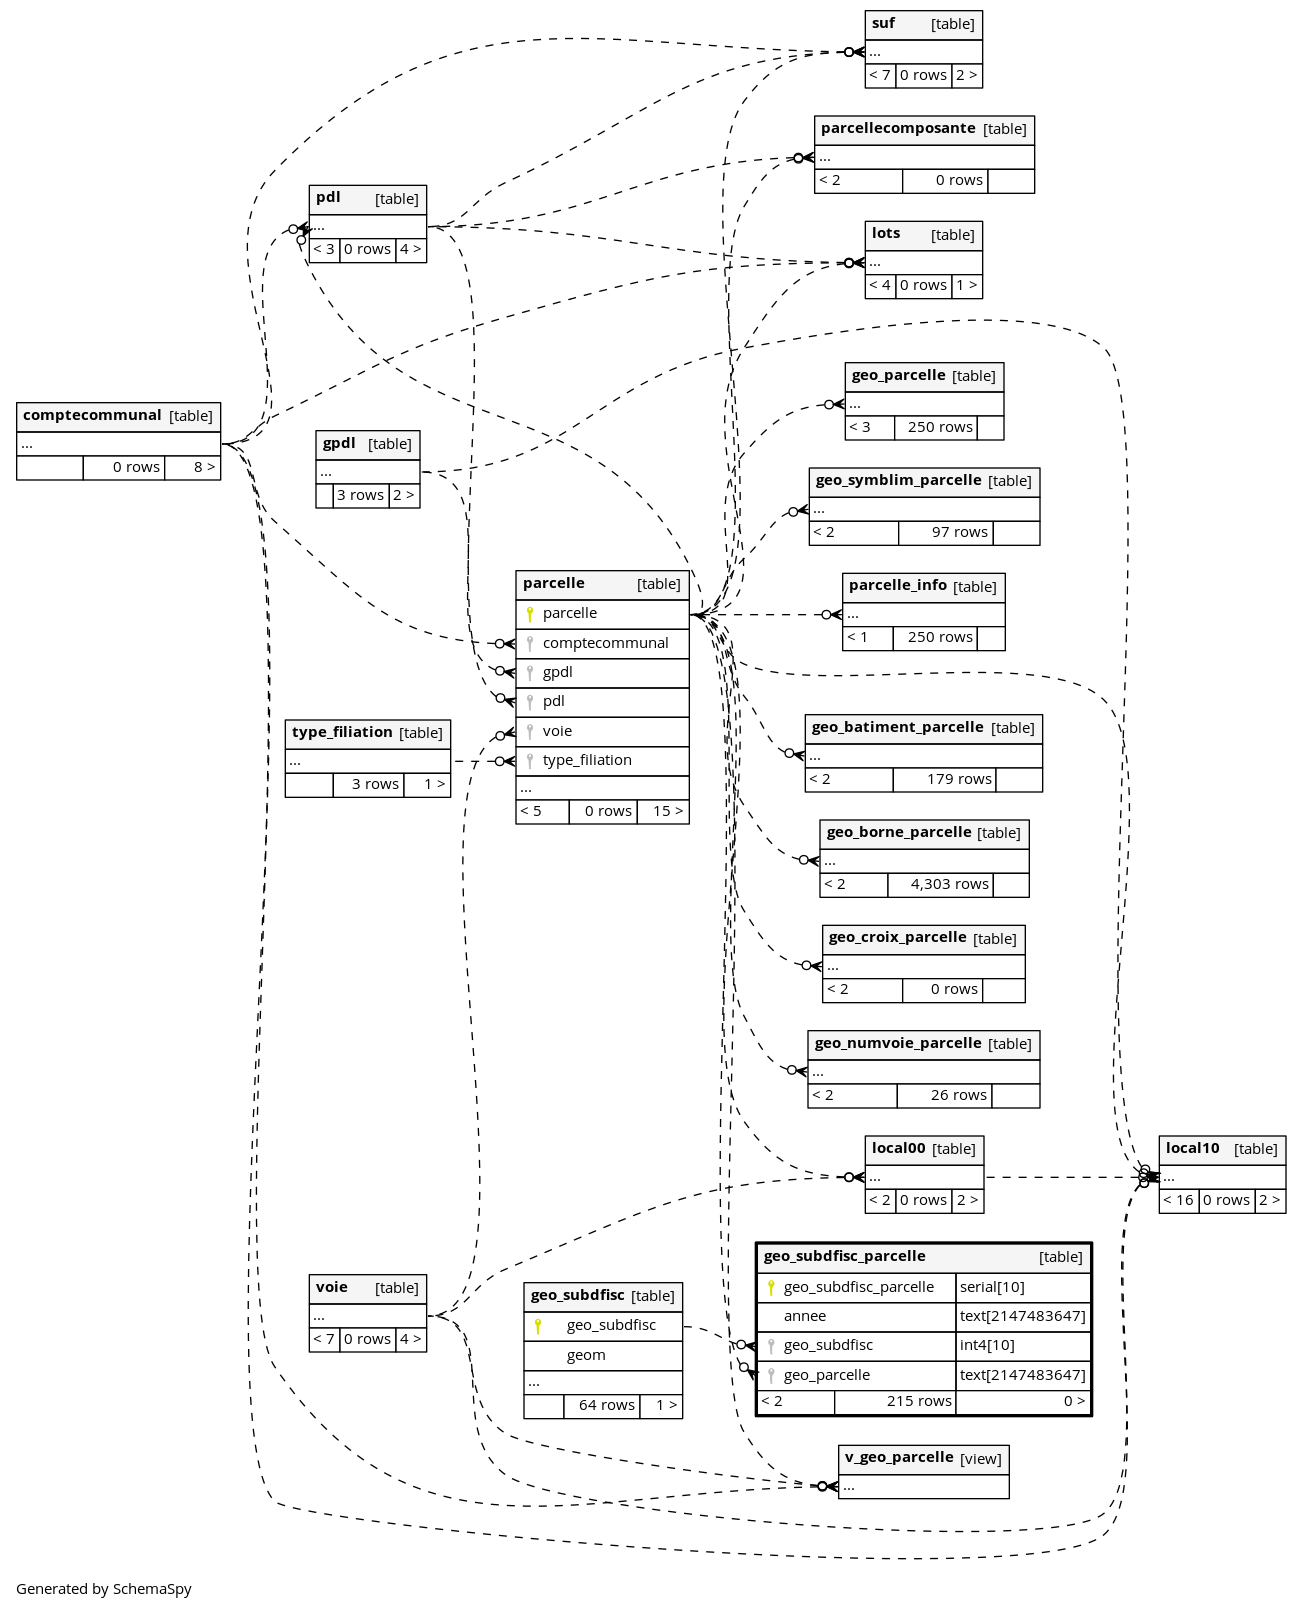 suf [table]
...
< 7 0 rows 2 >
parcellecomposante [table]
...
< 2 0 rows
pdl [table]
...
< 3 0 rows 4 >
lots [table]
...
< 4 0 rows 1 >
geo_parcelle [table]
...
< 3 250 rows
comptecommunal [table]
...
0 rows 8 >
gpdl [table]
...
3 rows 2 >
geo_symblim_parcelle [table]
...
< 2 97 rows
parcelle [table]
parcelle
comptecommunal
gpdl
pdl
voie
type_filiation
...
< 5 0 rows 15 >
parcelle_info [table]
...
< 1 250 rows
type_filiation [table]
...
3 rows 1 >
geo_batiment_parcelle [table]
...
< 2 179 rows
geo_borne_parcelle [table]
...
< 2 4,303 rows
geo_croix_parcelle [table]
...
< 2 0 rows
geo_numvoie_parcelle [table]
...
< 2 26 rows
local00 [table]
...
< 2 0 rows 2 >
local10 [table]
...
< 16 0 rows 2 >
geo_subdfisc_parcelle [table]
geo_subdfisc_parcelle serial[10]
annee text[2147483647]
geo_subdfisc int4[10]
geo_parcelle text[2147483647]
< 2 215 rows 0 >
voie [table]
...
< 7 0 rows 4 >
geo_subdfisc [table]
geo_subdfisc
geom
...
64 rows 1 >
v_geo_parcelle [view]
...
Generated by SchemaSpy